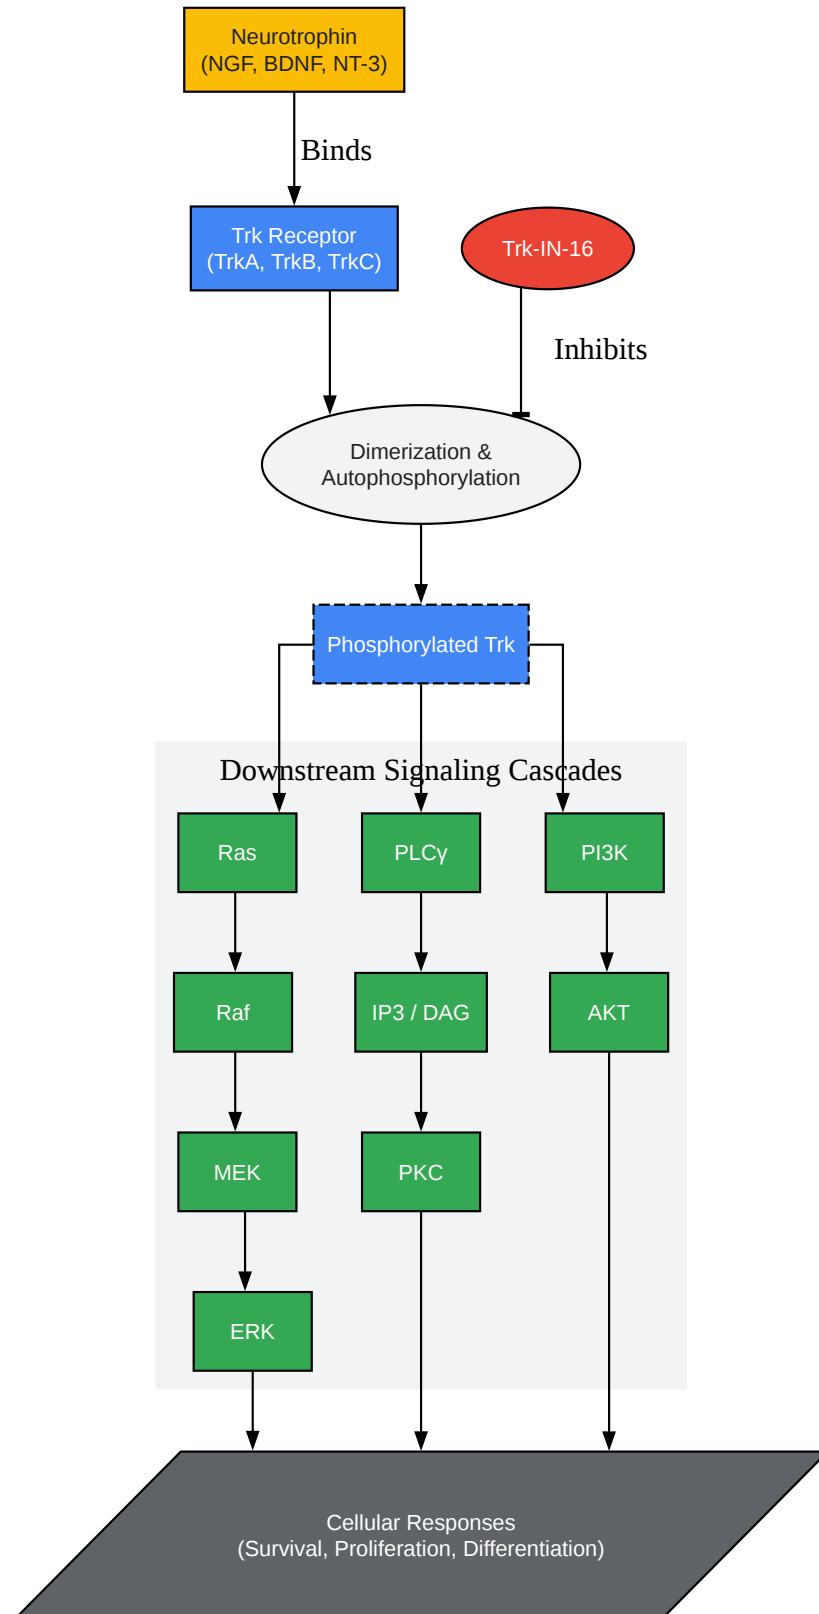 Neurotrophin
(NGF, BDNF, NT-3)
Binds
Trk Receptor
(TrkA, TrkB, TrkC)
Trk-IN-16
Inhibits
Dimerization &
Autophosphorylation
Phosphorylated Trk
Downstream Signaling Cascades
Ras
PLCγ
PI3K
Raf
IP3 / DAG
AKT
MEK
PKC
ERK
Cellular Responses
(Survival, Proliferation, Differentiation)